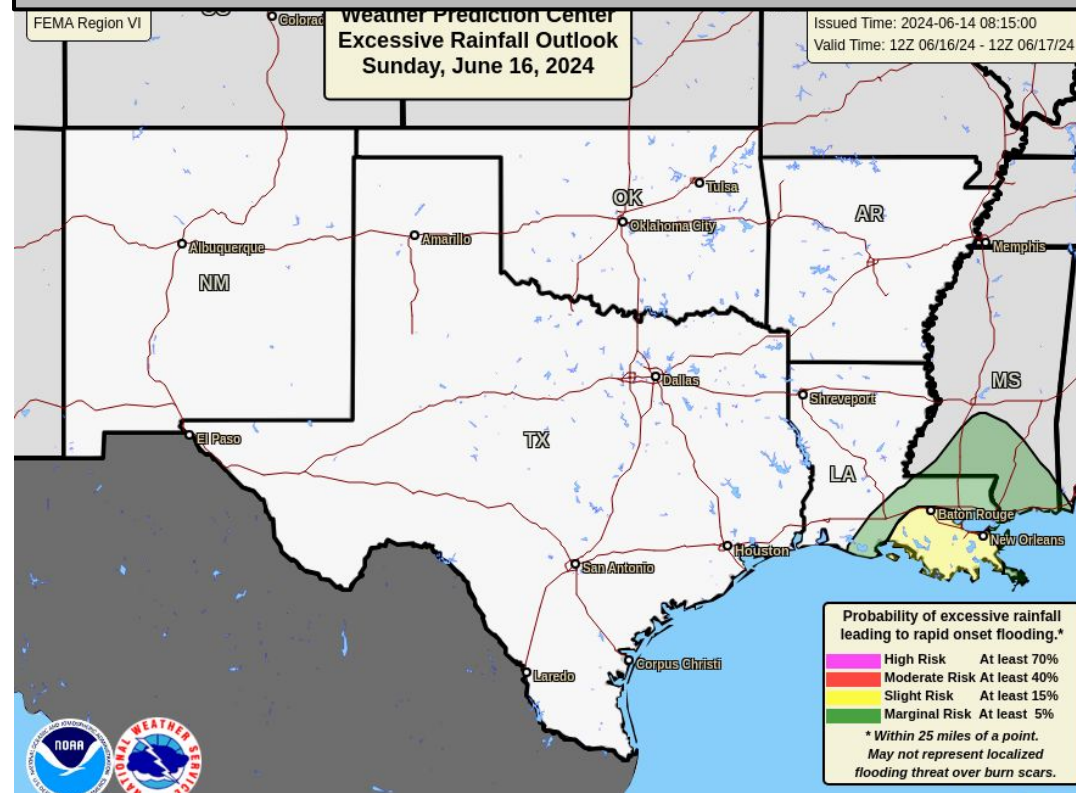 FEMA Region VI
Weather Prediction Center
Excessive Rainfall Outlook
Sunday, June 16, 2024
Issued Time: 2024-06-14 08:15:00
Valid Time: 12Z 06/16/24 - 12Z 06/17/24
Tulsa
OK
Oklahoma City
AR
Albuquerque
Amarillo
Memphis
NM
Dallas
MS
Shreveport
El Paso
TX
LA
Baton Rouge
New Orleans
Houston
San Antonio
Corpus Christi
Laredo
Probability of excessive rainfall
leading to rapid onset flooding.*
High Risk At least 70%
Moderate Risk At least 40%
Slight Risk At least 15%
Marginal Risk At least 5%
* Within 25 miles of a point.
May not represent localized
flooding threat over burn scars.
NOAA
NATIONAL WEATHER SERVICE